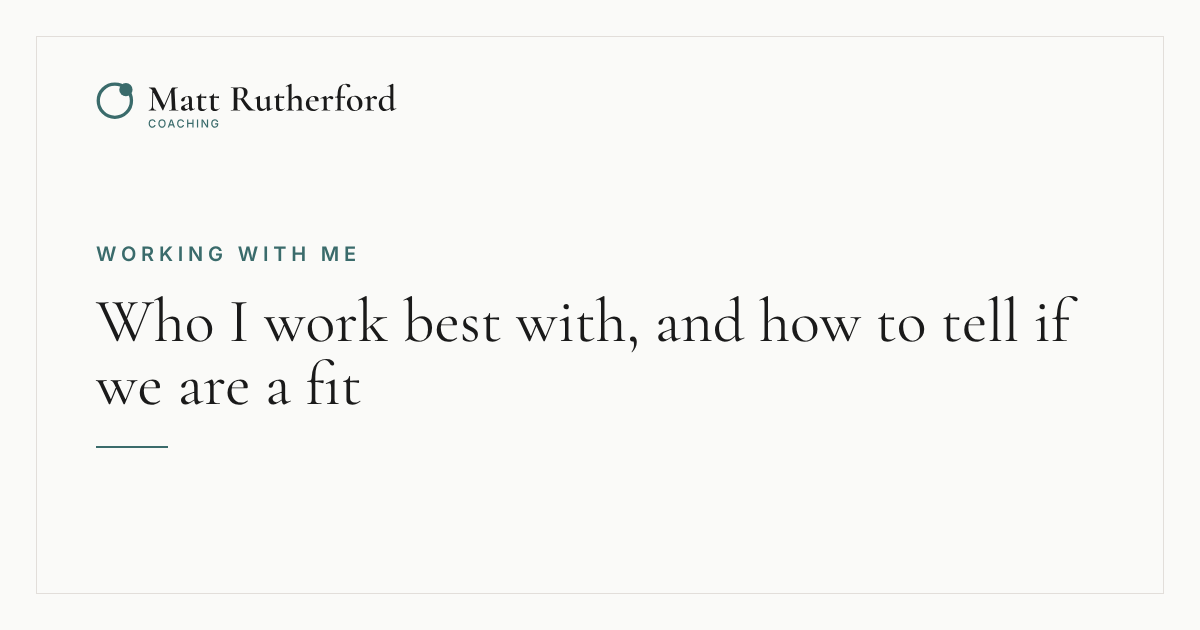 Matt Rutherford
COACHING
WORKING WITH ME
Who I work best with, and how to tell if
we are a fit